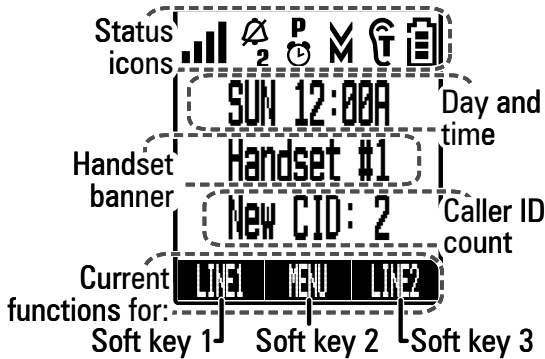 Status icons
P
2
T
SUN 12:00A
Day and time
Handset banner
Handset #1
New CID: 2
Caller ID count
Current functions for:
LINE1 MENU LINE2
Soft key 1 Soft key 2 Soft key 3